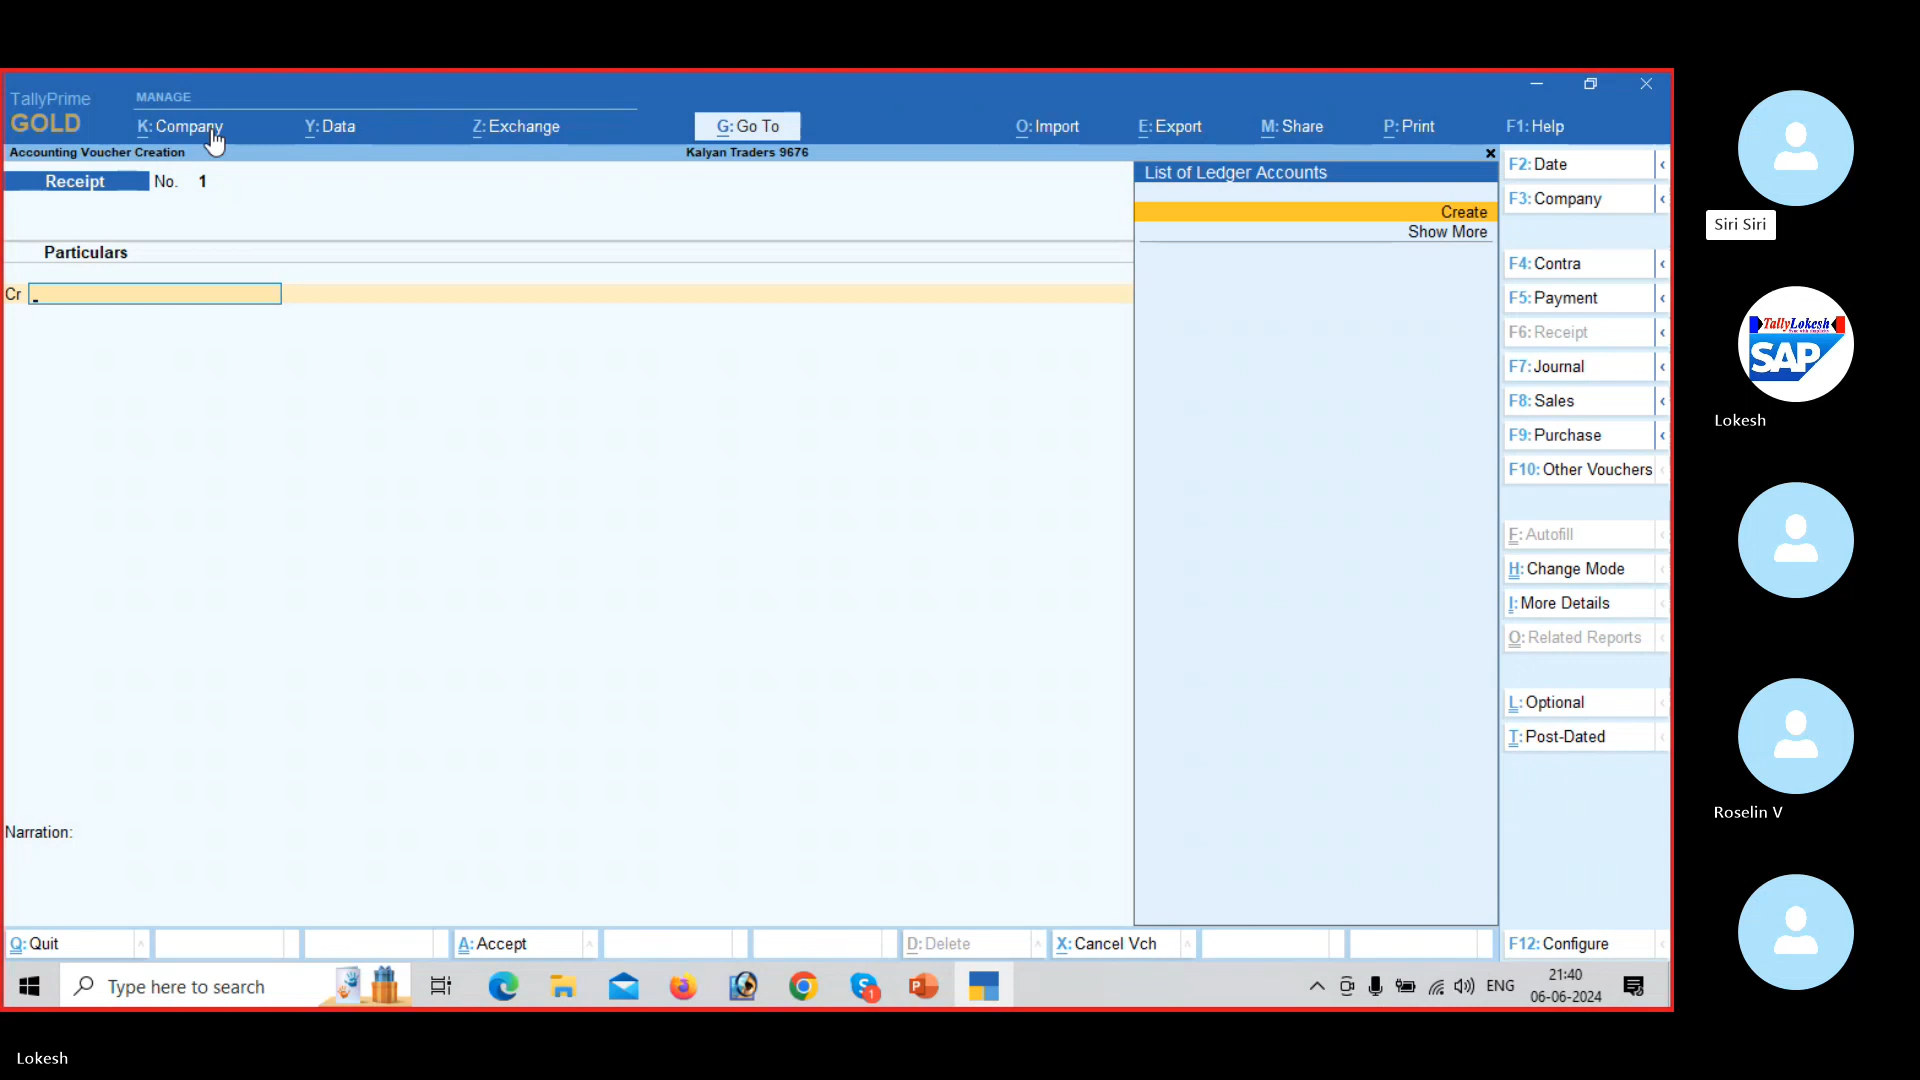 TallyPrime
GOLD
MANAGE
K: Company
Y: Data
Z: Exchange
G: Go To
O: Import
E: Export
M: Share
P: Print
F1: Help
Accounting Voucher Creation
Kalyan Traders 9676
Receipt No. 1
Particulars
Cr
Narration:
List of Ledger Accounts
Create
Show More
F2: Date
F3: Company
F4: Contra
F5: Payment
F6: Receipt
F7: Journal
F8: Sales
F9: Purchase
F10: Other Vouchers
F: Autofill
H: Change Mode
I: More Details
O: Related Reports
L: Optional
T: Post-Dated
F12: Configure
Q: Quit
A: Accept
D: Delete
X: Cancel Vch
Type here to search
1
ENG
21:40
06-06-2024
Siri Siri
TallyLokesh
SAP
Lokesh
Roselin V
Lokesh